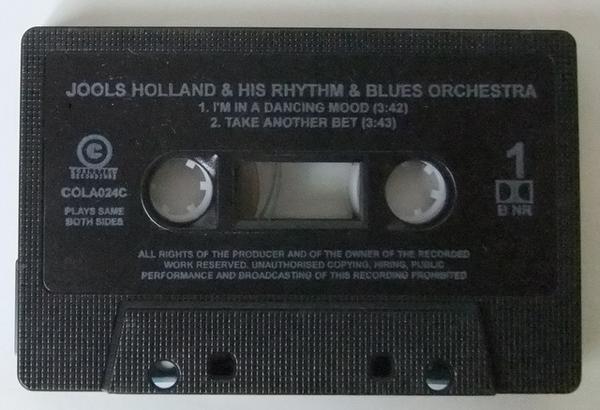 JOOLS HOLLAND & HIS RHYTHM & BLUES ORCHESTRA
1. I'M IN A DANCING MOOD (3:42)
2. TAKE ANOTHER BET (3:43)
C
COLA024C
PLAYS SAME
BOTH SIDES
1
B NR
ALL RIGHTS OF THE PRODUCER AND OF THE OWNER OF THE RECORDED
WORK RESERVED. UNAUTHORISED COPYING, HIRING, PUBLIC
PERFORMANCE AND BROADCASTING OF THIS RECORDING PROHIBITED